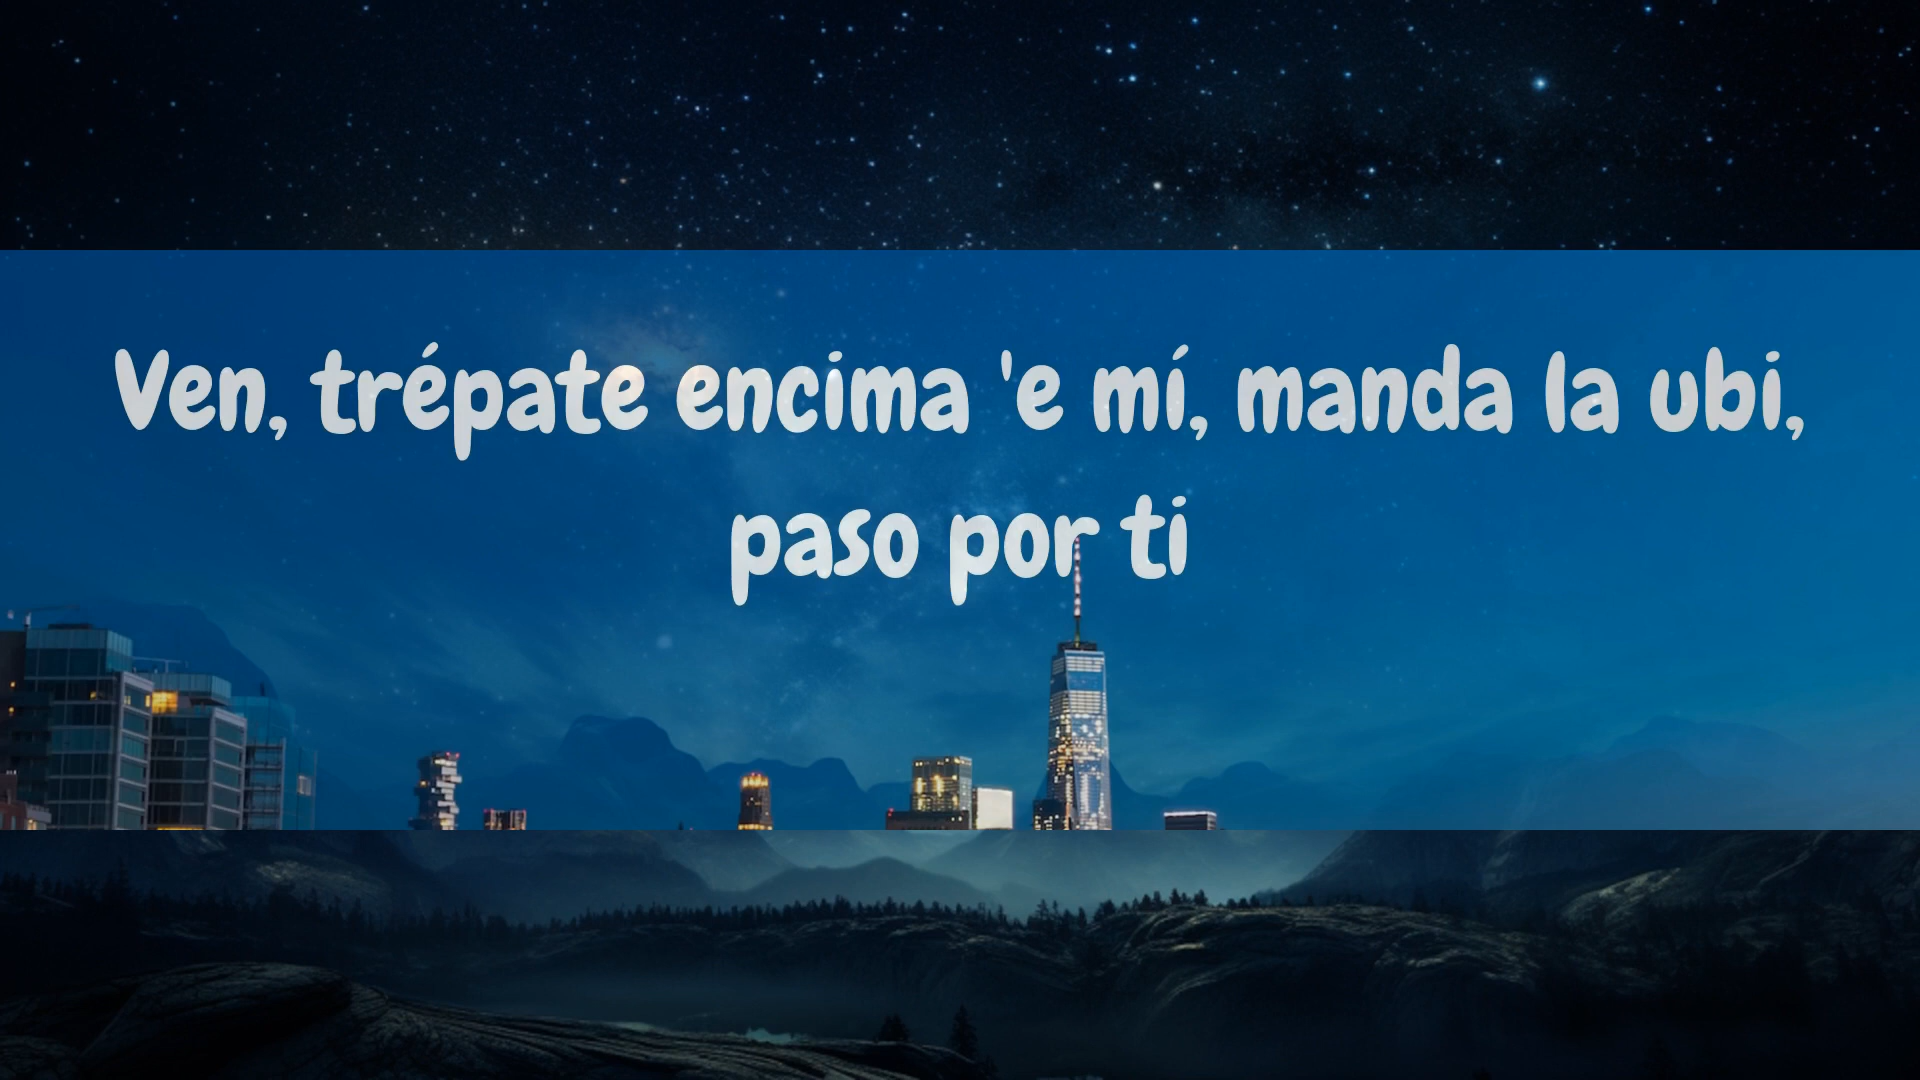 Ven, trépate encima 'e mí, manda la ubi,
paso por ti